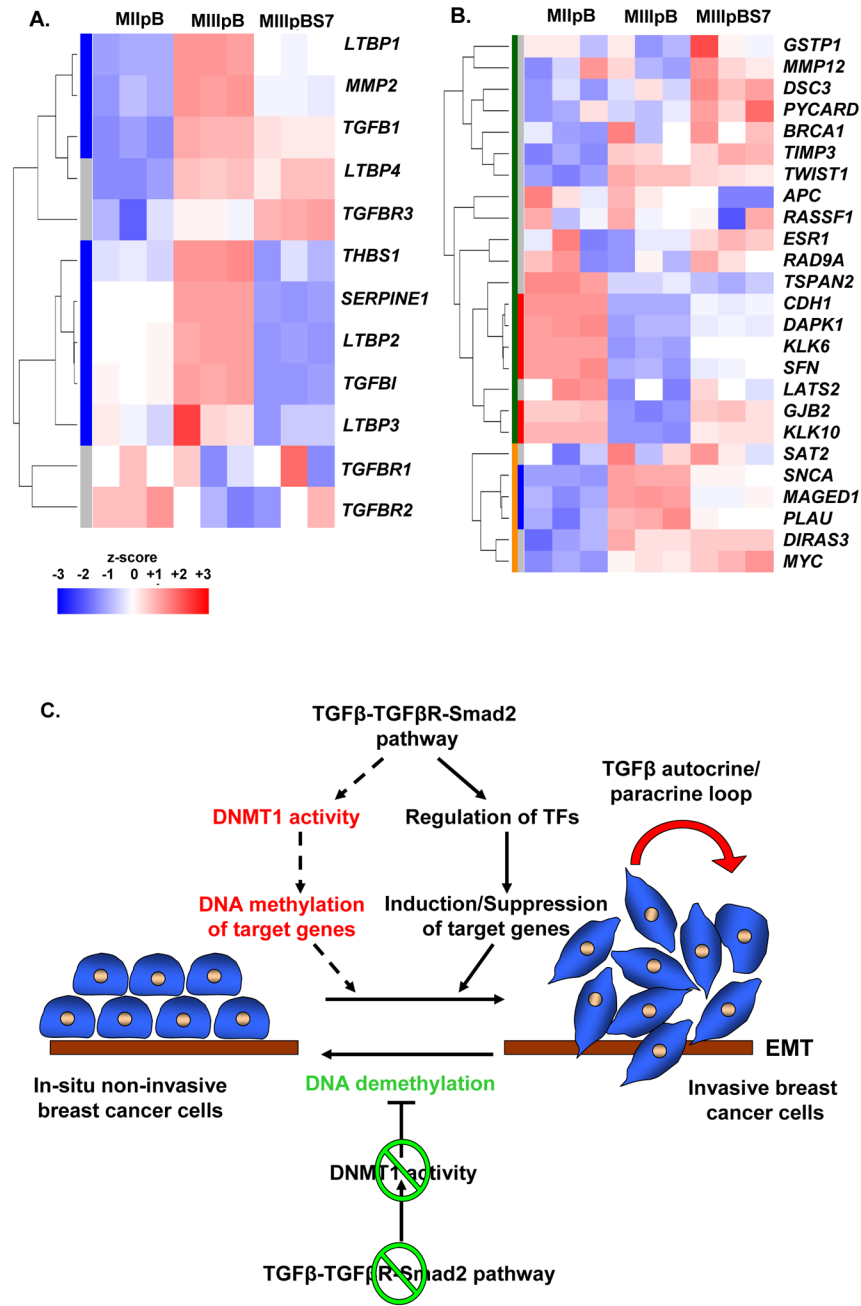 A.
MIIpB MIIIpB MIIIpBS7
LTBP1
MMP2
TGFB1
LTBP4
TGFBR3
THBS1
SERPINE1
LTBP2
TGFBI
LTBP3
TGFBR1
TGFBR2
z-score
-3 -2 -1 0 +1 +2 +3
B.
MIIpB MIIIpB MIIIpBS7
GSTP1
MMP12
DSC3
PYCARD
BRCA1
TIMP3
TWIST1
APC
RASSF1
ESR1
RAD9A
TSPAN2
CDH1
DAPK1
KLK6
SFN
LATS2
GJB2
KLK10
SAT2
SNCA
MAGED1
PLAU
DIRAS3
MYC
C.
TGFβ-TGFβR-Smad2
pathway
DNMT1 activity
Regulation of TFs
DNA methylation
of target genes
Induction/Suppression
of target genes
TGFβ autocrine/
paracrine loop
In-situ non-invasive
breast cancer cells
EMT
Invasive breast
cancer cells
DNA demethylation
DNMT1 activity
TGFβ-TGFβR-Smad2 pathway